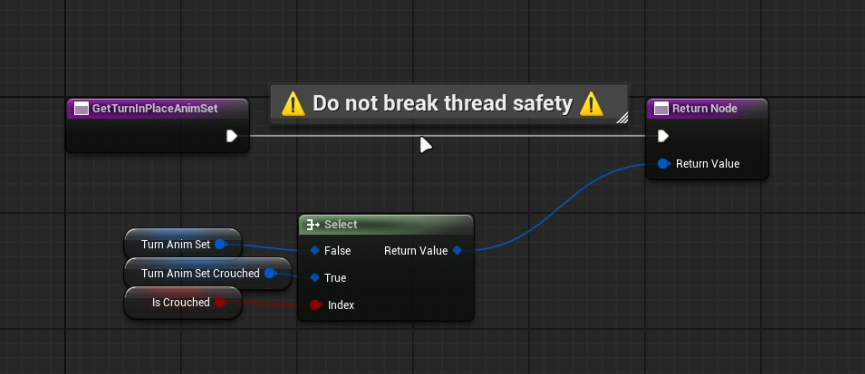 GetTurnInPlaceAnimSet
⚠️ Do not break thread safety ⚠️
Return Node
Return Value
Select
Turn Anim Set
False
Return Value
Turn Anim Set Crouched
True
Is Crouched
Index